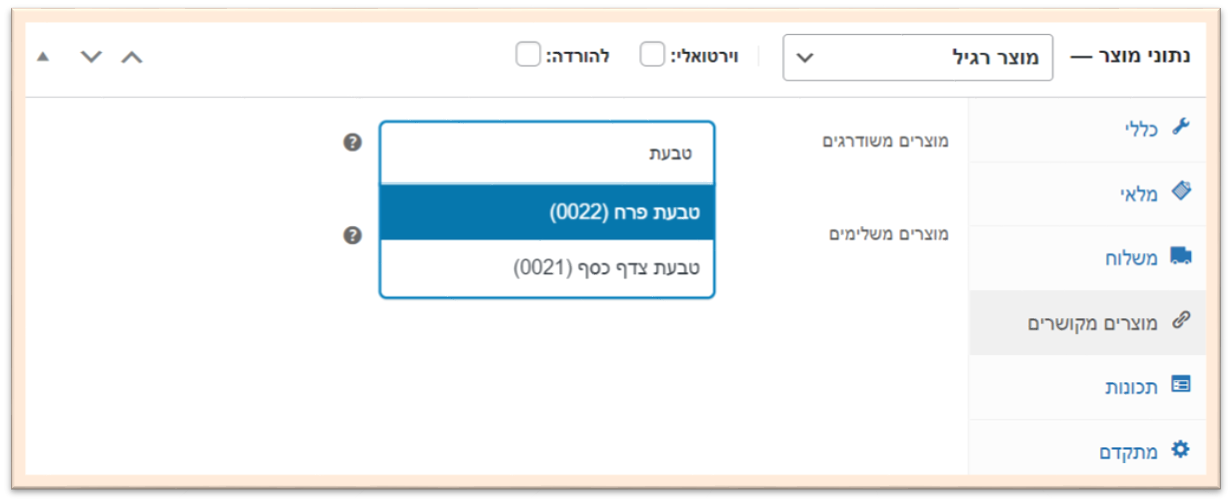 נתוני מוצר — מוצר רגיל וירטואלי: להורדה:
כללי
מלאי
משלוח
מוצרים מקושרים
תכונות
מתקדם
מוצרים משודרגים
טבעת
טבעת פרח (0022)
טבעת צדף כסף (0021)
מוצרים משלימים